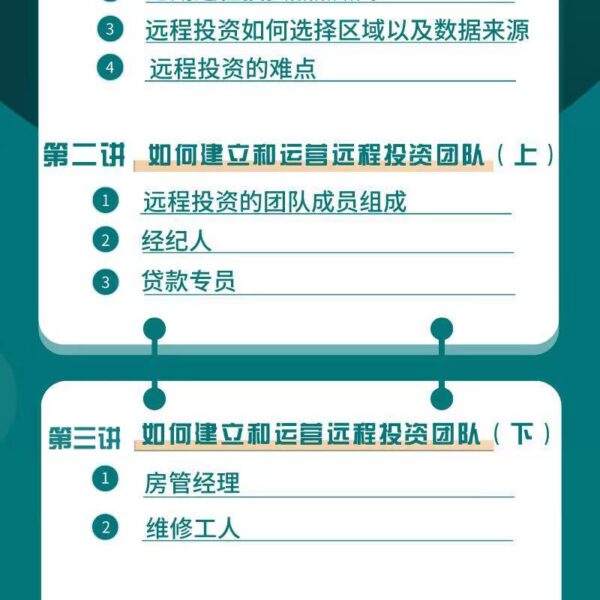 3 远程投资如何选择区域以及数据来源
4 远程投资的难点
第二讲 如何建立和运营远程投资团队（上）
1 远程投资的团队成员组成
2 经纪人
3 贷款专员
第三讲 如何建立和运营远程投资团队（下）
1 房管经理
2 维修工人